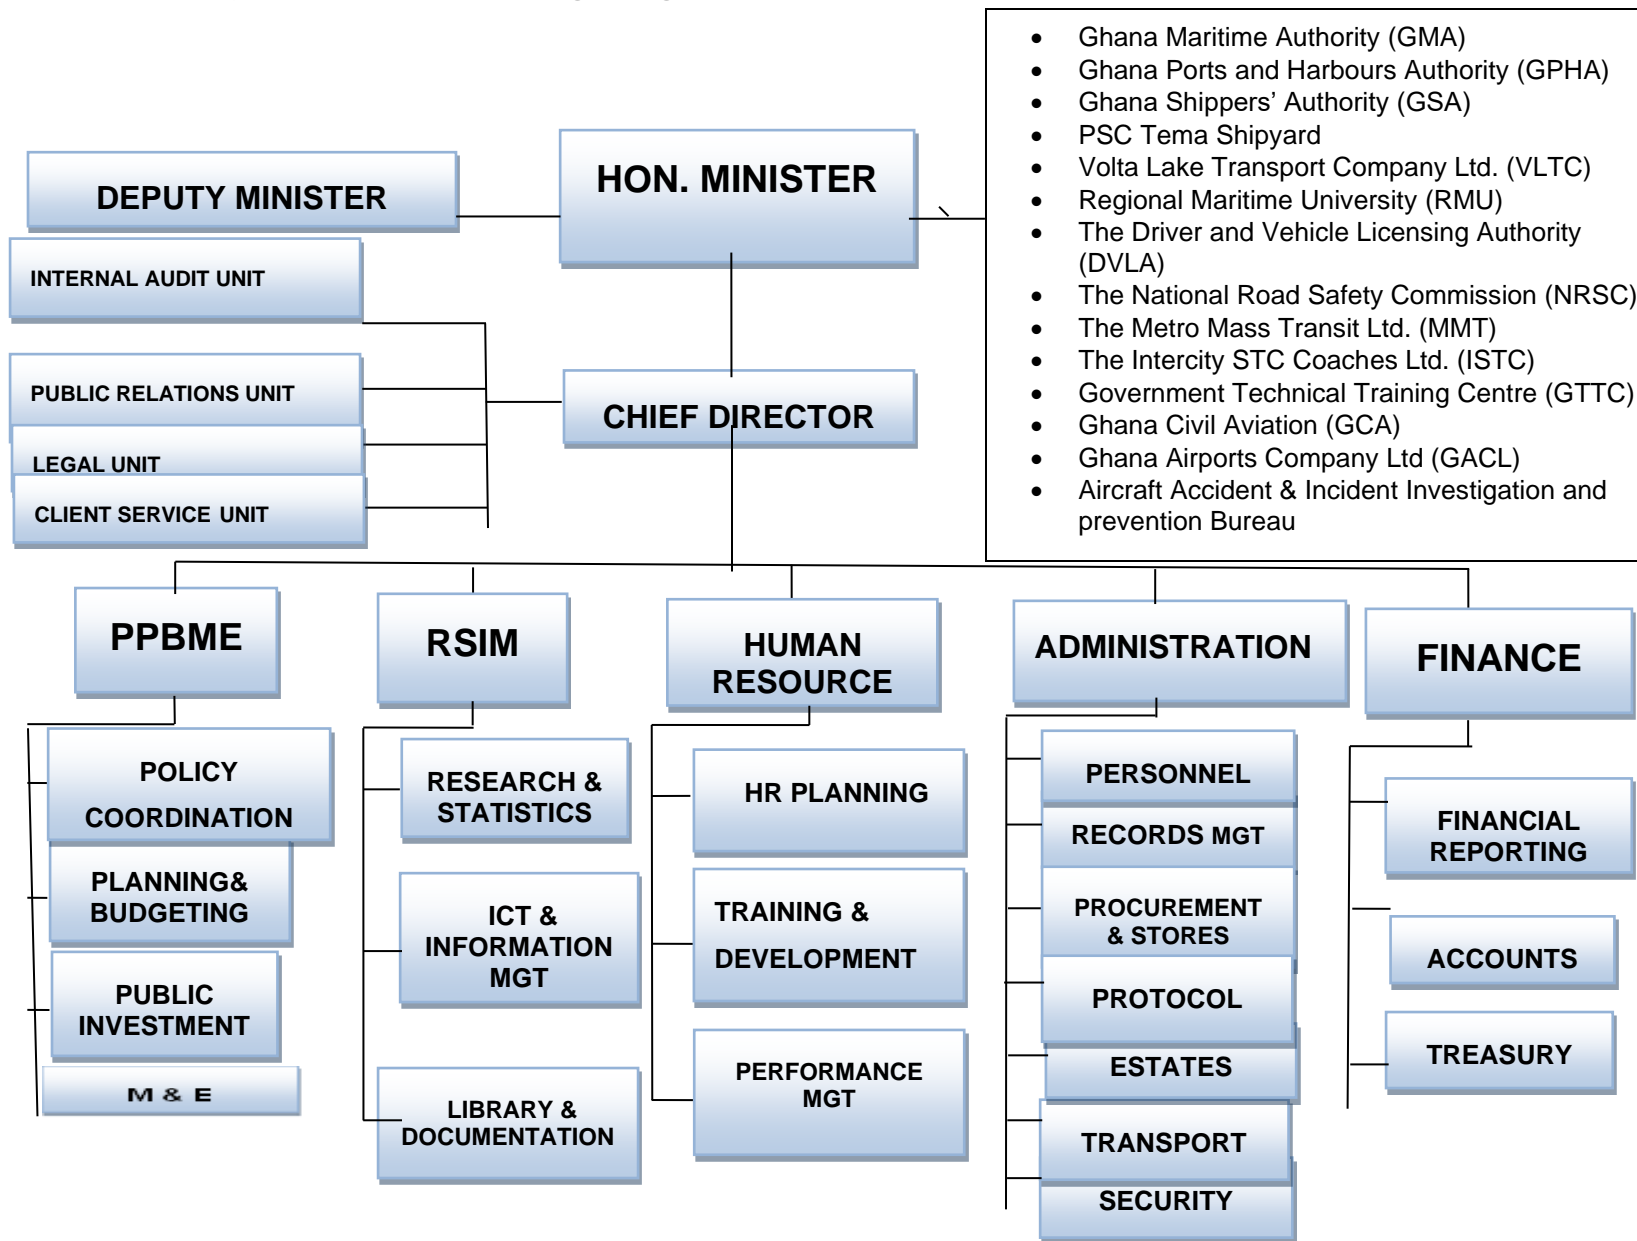 • Ghana Maritime Authority (GMA)
• Ghana Ports and Harbours Authority (GPHA)
• Ghana Shippers’ Authority (GSA)
• PSC Tema Shipyard
• Volta Lake Transport Company Ltd. (VLTC)
• Regional Maritime University (RMU)
• The Driver and Vehicle Licensing Authority
(DVLA)
• The National Road Safety Commission (NRSC)
• The Metro Mass Transit Ltd. (MMT)
• The Intercity STC Coaches Ltd. (ISTC)
• Government Technical Training Centre (GTTC)
• Ghana Civil Aviation (GCA)
• Ghana Airports Company Ltd (GACL)
• Aircraft Accident & Incident Investigation and
prevention Bureau
HON. MINISTER
DEPUTY MINISTER
INTERNAL AUDIT UNIT
PUBLIC RELATIONS UNIT
LEGAL UNIT
CLIENT SERVICE UNIT
CHIEF DIRECTOR
PPBME
POLICY
COORDINATION
PLANNING&
BUDGETING
PUBLIC
INVESTMENT
M & E
RSIM
RESEARCH &
STATISTICS
ICT &
INFORMATION
MGT
LIBRARY &
DOCUMENTATION
HUMAN
RESOURCE
HR PLANNING
TRAINING &
DEVELOPMENT
PERFORMANCE
MGT
ADMINISTRATION
PERSONNEL
RECORDS MGT
PROCUREMENT
& STORES
PROTOCOL
ESTATES
TRANSPORT
SECURITY
FINANCE
FINANCIAL
REPORTING
ACCOUNTS
TREASURY